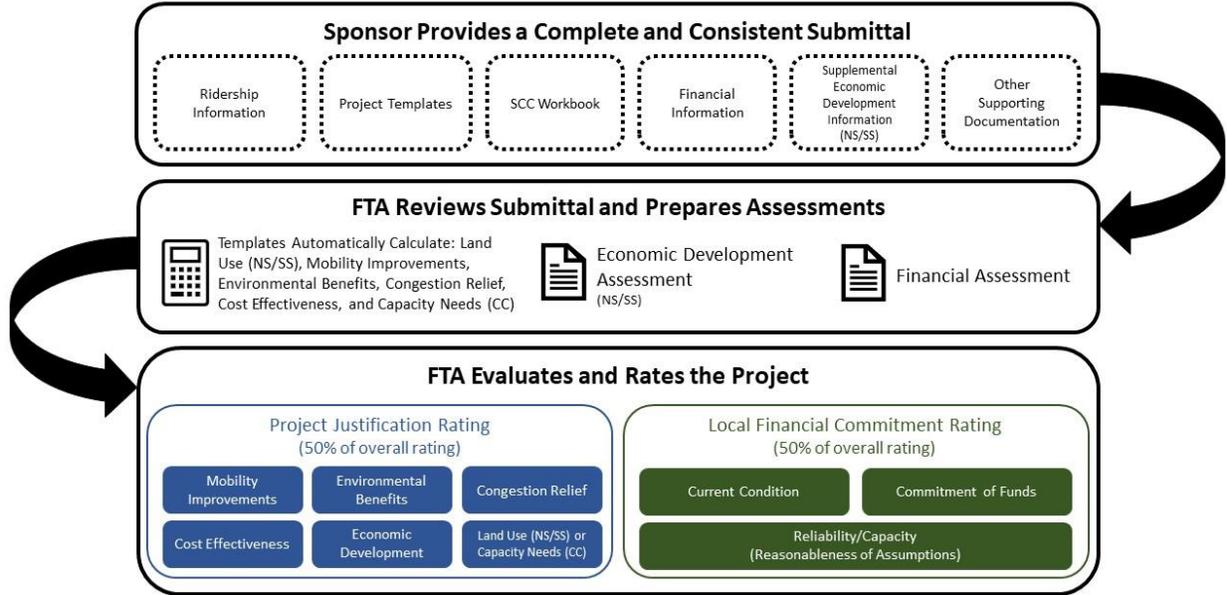 Sponsor Provides a Complete and Consistent Submittal
Ridership
Information
Project Templates
SCC Workbook
Financial
Information
Supplemental
Economic
Development
Information
(NS/SS)
Other
Supporting
Documentation
FTA Reviews Submittal and Prepares Assessments
Templates Automatically Calculate: Land
Use (NS/SS), Mobility Improvements,
Environmental Benefits, Congestion Relief,
Cost Effectiveness, and Capacity Needs (CC)
Economic Development
Assessment
(NS/SS)
Financial Assessment
FTA Evaluates and Rates the Project
Project Justification Rating
(50% of overall rating)
Mobility
Improvements
Environmental
Benefits
Congestion Relief
Cost Effectiveness
Economic
Development
Land Use (NS/SS) or
Capacity Needs (CC)
Local Financial Commitment Rating
(50% of overall rating)
Current Condition
Commitment of Funds
Reliability/Capacity
(Reasonableness of Assumptions)